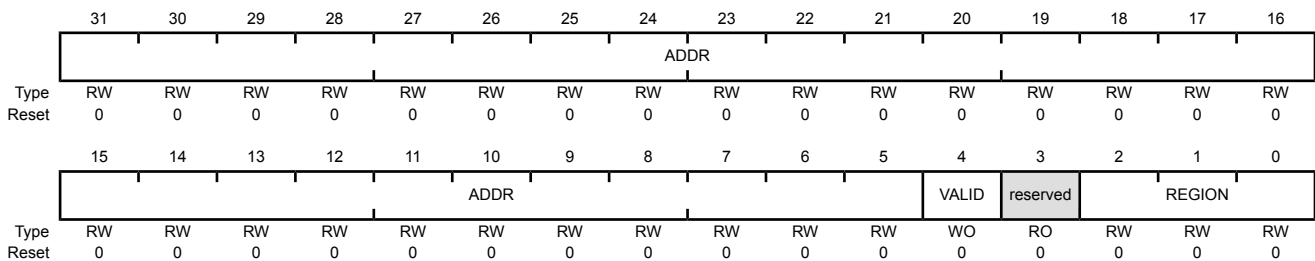 31 30 29 28 27 26 25 24 23 22 21 20 19 18 17 16
ADDR
Type RW RW RW RW RW RW RW RW RW RW RW RW RW RW RW RW
Reset 0 0 0 0 0 0 0 0 0 0 0 0 0 0 0 0
15 14 13 12 11 10 9 8 7 6 5 4 3 2 1 0
ADDR VALID reserved REGION
Type RW RW RW RW RW RW RW RW RW RW RW WO RO RW RW RW
Reset 0 0 0 0 0 0 0 0 0 0 0 0 0 0 0 0